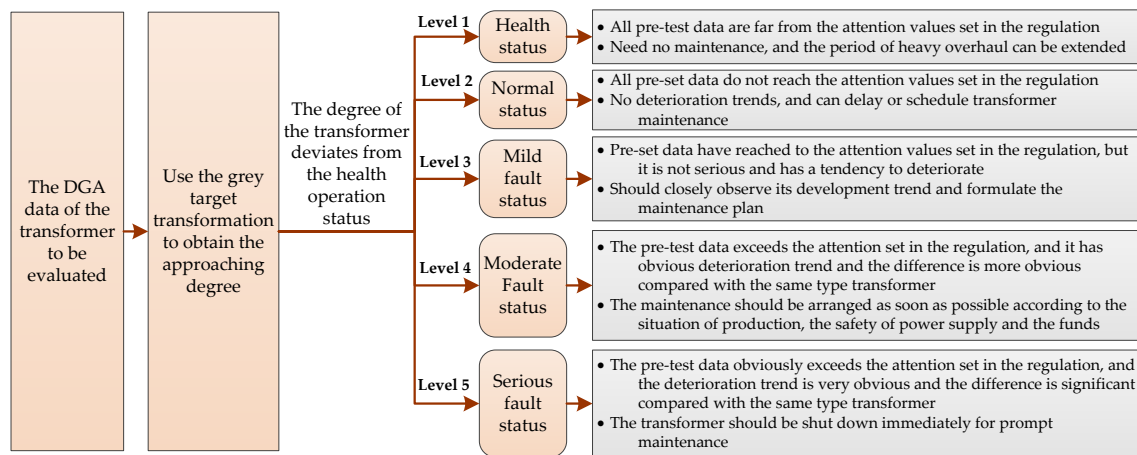 The DGA
data of the
transformer
to be
evaluated
Use the grey
target
transformation
to obtain the
approaching
degree
The degree of
the transformer
deviates from
the health
operation
status
Level 1
Health
status
• All pre-test data are far from the attention values set in the regulation
• Need no maintenance, and the period of heavy overhaul can be extended
Level 2
Normal
status
• All pre-set data do not reach the attention values set in the regulation
• No deterioration trends, and can delay or schedule transformer
maintenance
Level 3
Mild
fault
status
• Pre-set data have reached to the attention values set in the regulation, but
it is not serious and has a tendency to deteriorate
• Should closely observe its development trend and formulate the
maintenance plan
Level 4
Moderate
Fault
status
• The pre-test data exceeds the attention set in the regulation, and it has
obvious deterioration trend and the difference is more obvious
compared with the same type transformer
• The maintenance should be arranged as soon as possible according to the
situation of production, the safety of power supply and the funds
Level 5
Serious
fault
status
• The pre-test data obviously exceeds the attention set in the regulation, and
the deterioration trend is very obvious and the difference is significant
compared with the same type transformer
• The transformer should be shut down immediately for prompt
maintenance